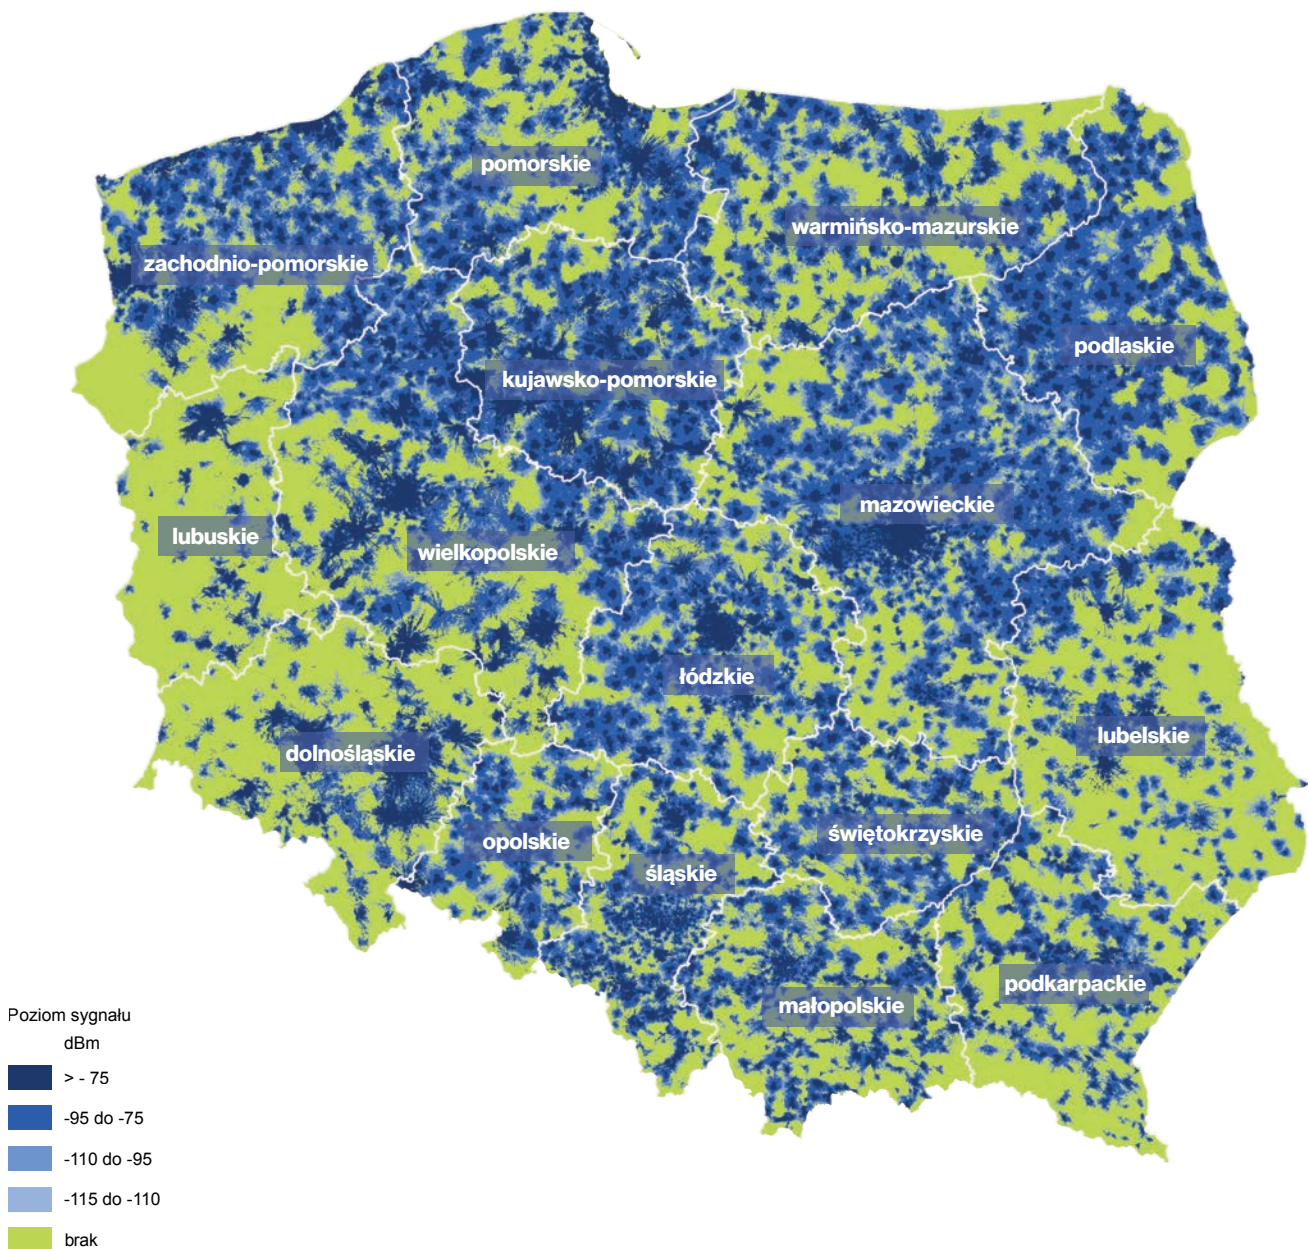 pomorskie
warmińsko-mazurskie
zachodnio-pomorskie
podlaskie
kujawsko-pomorskie
mazowieckie
lubuskie
wielkopolskie
łódzkie
lubelskie
dolnośląskie
świętokrzyskie
opolskie
śląskie
podkarpackie
małopolskie
Poziom sygnału
dBm
> - 75
-95 do -75
-110 do -95
-115 do -110
brak